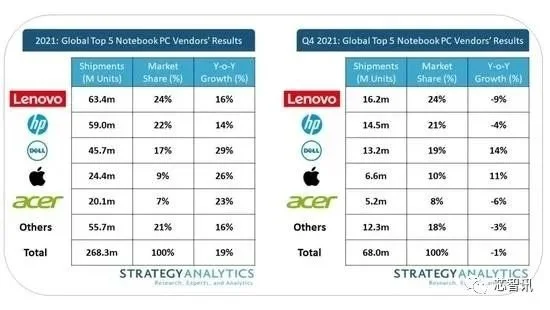 2021: Global Top 5 Notebook PC Vendors' Results
Shipments (M Units) Market Share (%) Y-o-Y Growth (%)
Lenovo 63.4m 24% 16%
hp 59.0m 22% 14%
DELL 45.7m 17% 29%
24.4m 9% 26%
acer 20.1m 7% 23%
Others 55.7m 21% 16%
Total 268.3m 100% 19%
STRATEGYANALYTICS
Research, Experts, and Analytics
Q4 2021: Global Top 5 Notebook PC Vendors' Results
Shipments (M Units) Market Share (%) Y-o-Y Growth (%)
Lenovo 16.2m 24% -9%
hp 14.5m 21% -4%
DELL 13.2m 19% 14%
6.6m 10% 11%
acer 5.2m 8% -6%
Others 12.3m 18% -3%
Total 68.0m 100% -1%
STRATEGYANALYTICS
Research, Experts, and Analytics
芯智讯